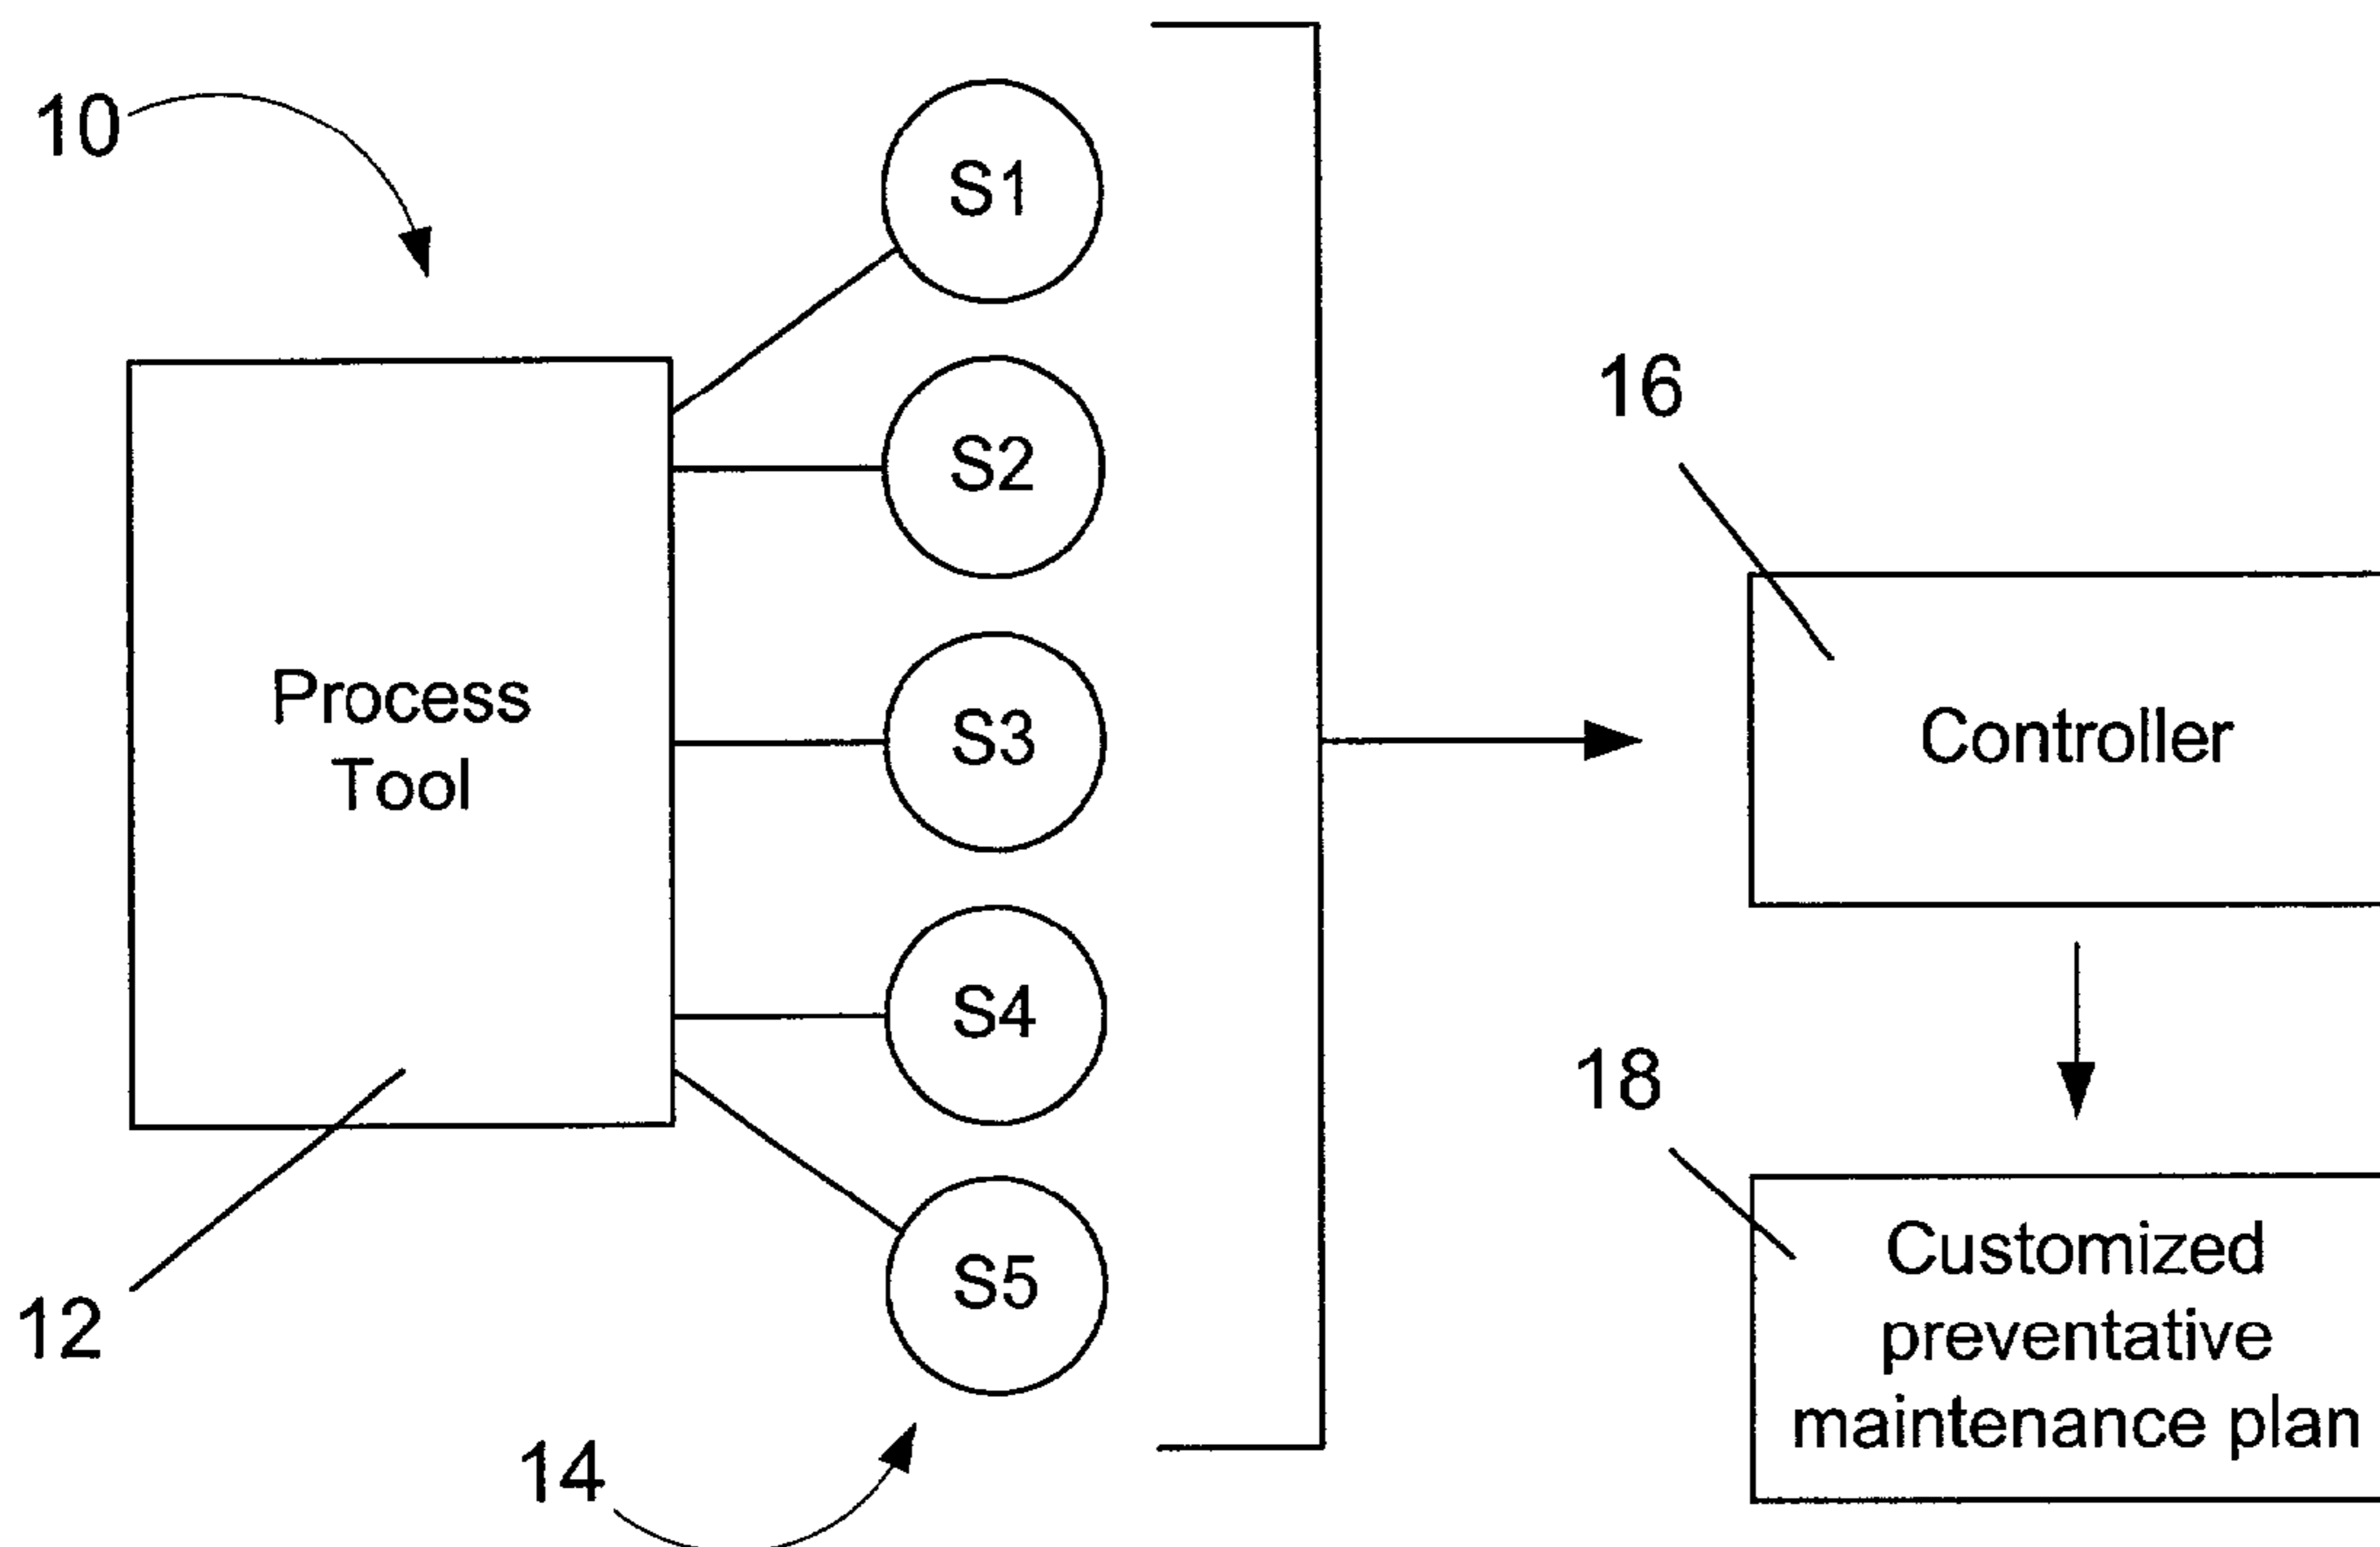 10
S1
S2
16
Process
Tool
S3
Controller
S4
18
12
S5
Customized
preventative
maintenance plan
14